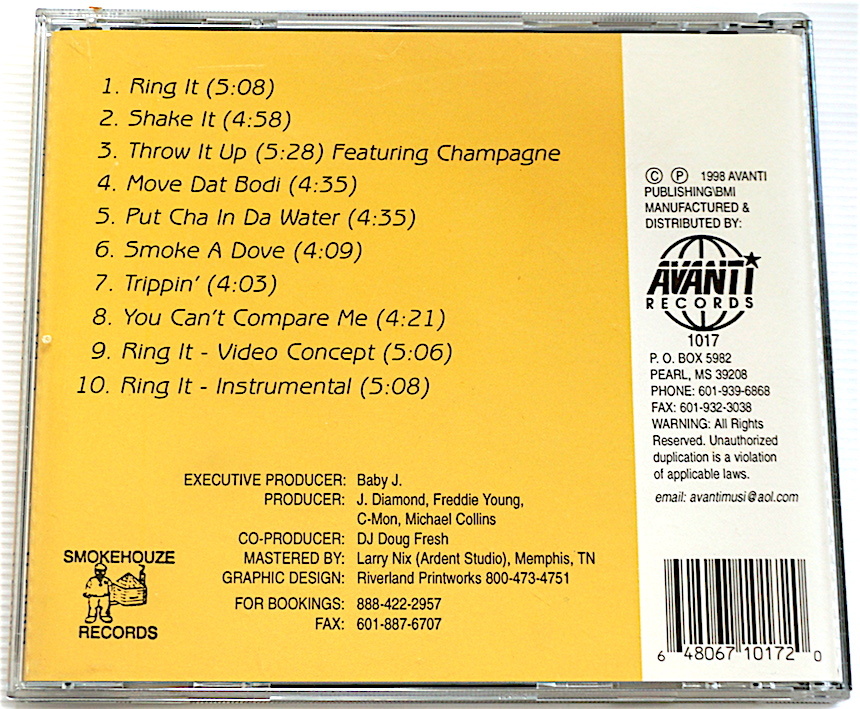 1. Ring It (5:08)
2. Shake It (4:58)
3. Throw It Up (5:28) Featuring Champagne
4. Move Dat Bodi (4:35)
5. Put Cha In Da Water (4:35)
6. Smoke A Dove (4:09)
7. Trippin' (4:03)
8. You Can't Compare Me (4:21)
9. Ring It - Video Concept (5:06)
10. Ring It - Instrumental (5:08)
EXECUTIVE PRODUCER: Baby J.
PRODUCER: J. Diamond, Freddie Young,
C-Mon, Michael Collins
CO-PRODUCER: DJ Doug Fresh
MASTERED BY: Larry Nix (Ardent Studio), Memphis, TN
GRAPHIC DESIGN: Riverland Printworks 800-473-4751
FOR BOOKINGS: 888-422-2957
FAX: 601-887-6707
SMOKEHOUZE
RECORDS
© ℗ 1998 AVANTI
PUBLISHING\BMI
MANUFACTURED &
DISTRIBUTED BY:
AVANTI
RECORDS
1017
P. O. BOX 5982
PEARL, MS 39208
PHONE: 601-939-6868
FAX: 601-932-3038
WARNING: All Rights
Reserved. Unauthorized
duplication is a violation
of applicable laws.
email: avantimusi@aol.com
6 48067 10172 0